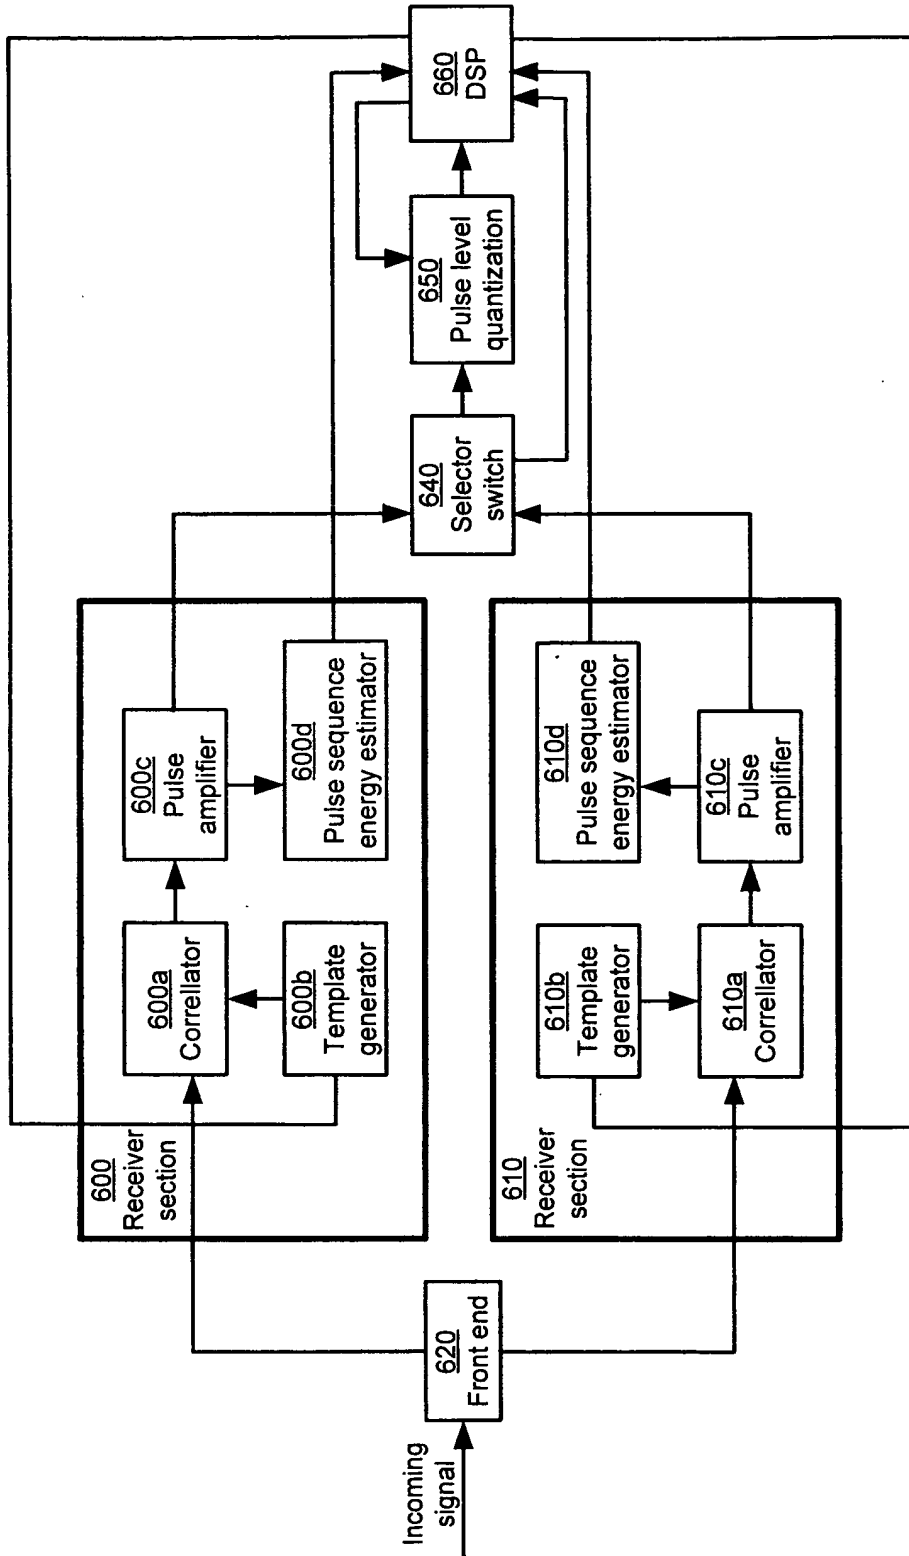 Incoming
signal
620
Front end
600
Receiver
section
600a
Correllator
600b
Template
generator
600c
Pulse
amplifier
600d
Pulse sequence
energy estimator
610
Receiver
section
610b
Template
generator
610a
Correllator
610d
Pulse sequence
energy estimator
610c
Pulse
amplifier
640
Selector
switch
650
Pulse level
quantization
660
DSP